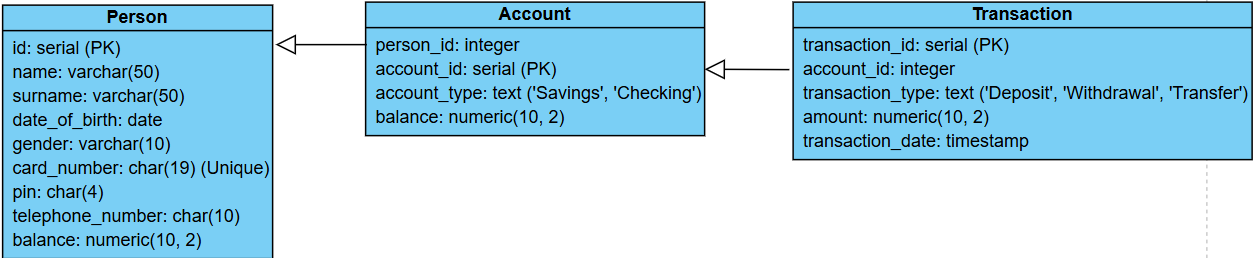 Person
id: serial (PK)
name: varchar(50)
surname: varchar(50)
date_of_birth: date
gender: varchar(10)
card_number: char(19) (Unique)
pin: char(4)
telephone_number: char(10)
balance: numeric(10, 2)
Account
person_id: integer
account_id: serial (PK)
account_type: text ('Savings', 'Checking')
balance: numeric(10, 2)
Transaction
transaction_id: serial (PK)
account_id: integer
transaction_type: text ('Deposit', 'Withdrawal', 'Transfer')
amount: numeric(10, 2)
transaction_date: timestamp